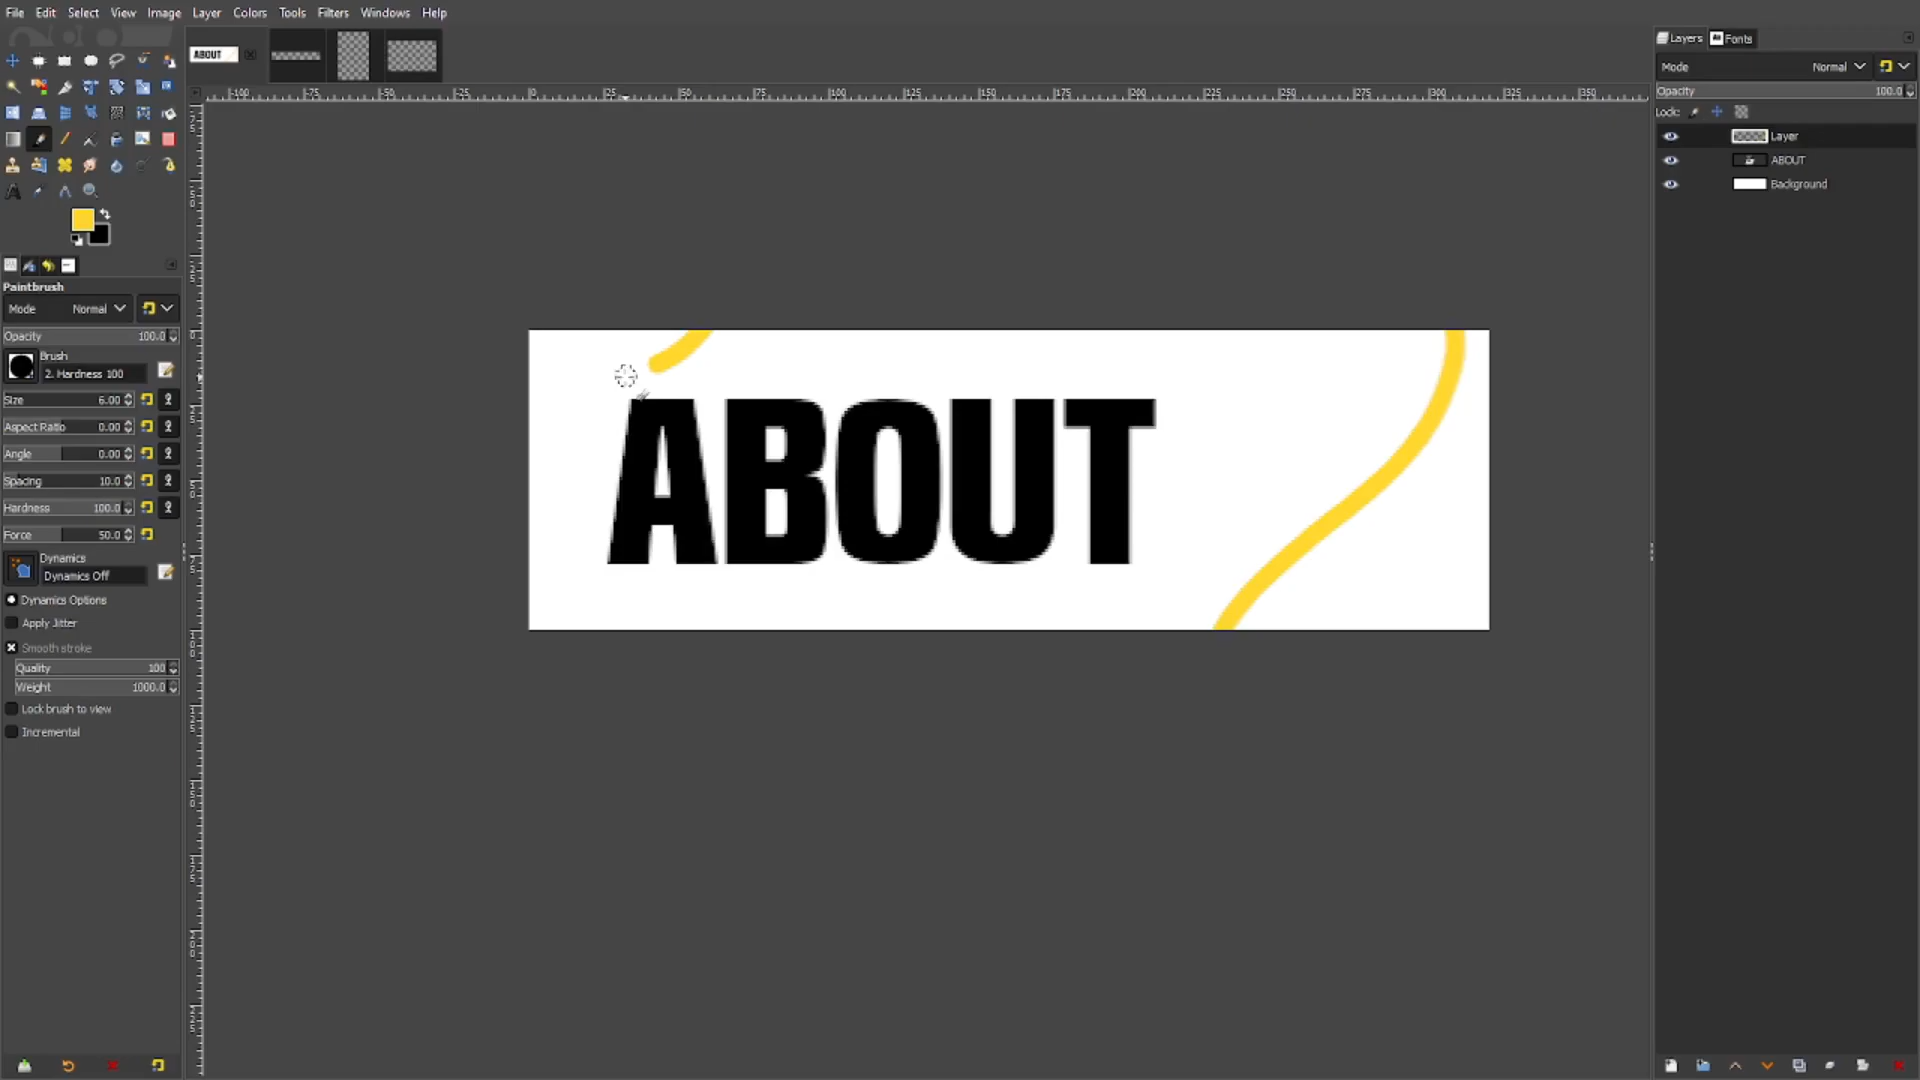 File Edit Select View Image Layer Colors Tools Filters Windows Help
ABOUT
Layers Fonts
Mode Normal
Opacity 100.0
Lock:
Layer
ABOUT
Background
Paintbrush
Mode Normal
Opacity 100.0
Brush
2. Hardness 100
Size 6.00
Aspect Ratio 0.00
Angle 0.00
Spacing 10.0
Hardness 100.0
Force 50.0
Dynamics
Dynamics Off
Dynamics Options
Apply Jitter
Smooth stroke
Quality 100
Weight 1000.0
Lock brush to view
Incremental
ABOUT